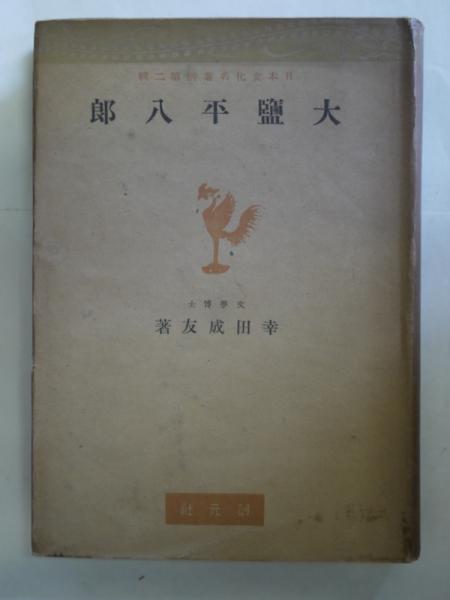 日本文化名著選第二輯
大鹽平八郎
文學博士
幸田成友著
創元社